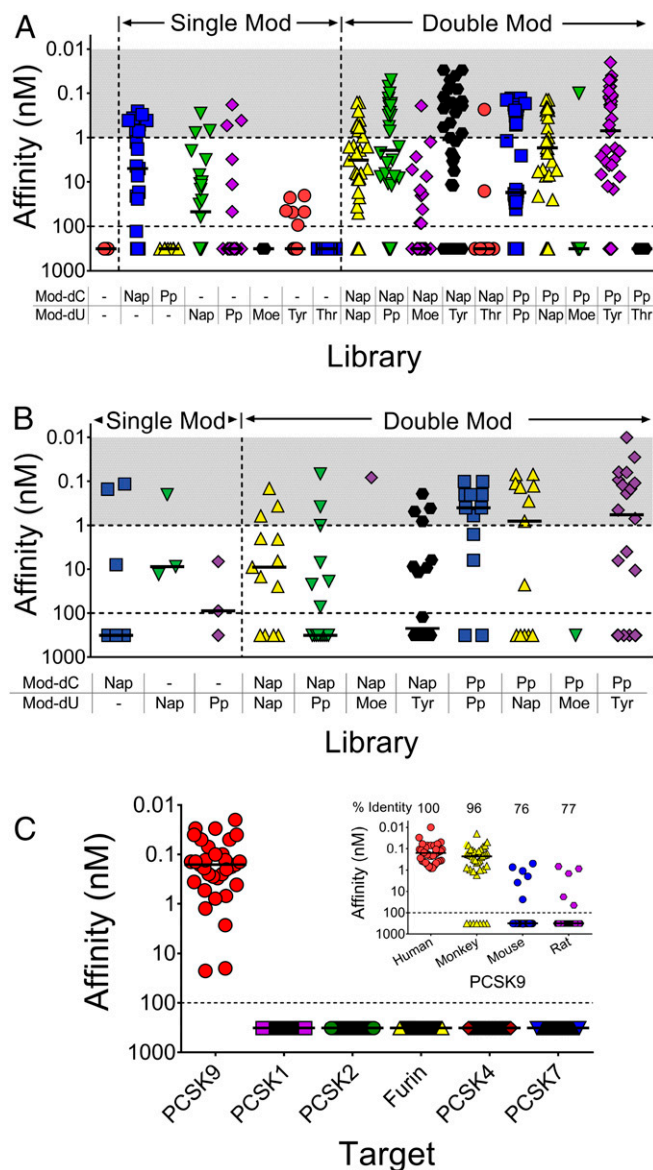 A
Single Mod
Double Mod
Affinity (nM)
0.01
0.1
1
10
100
1000
Mod-dC - Nap Pp - - - - - Nap Nap Nap Nap Nap Pp Pp Pp Pp Pp
Mod-dU - - - Nap Pp Moe Tyr Thr Nap Pp Moe Tyr Thr Pp Nap Moe Tyr Thr
Library
B
Single Mod
Double Mod
Affinity (nM)
0.01
0.1
1
10
100
1000
Mod-dC Nap - - Nap Nap Nap Nap Pp Pp Pp Pp
Mod-dU - Nap Pp Nap Pp Moe Tyr Pp Nap Moe Tyr
Library
C
Affinity (nM)
0.01
0.1
1
10
100
1000
% Identity 100 96 76 77
Affinity (nM)
0.01
0.1
1
10
100
1000
Human
Monkey
Mouse
Rat
PCSK9
PCSK9
PCSK1
PCSK2
Furin
PCSK4
PCSK7
Target